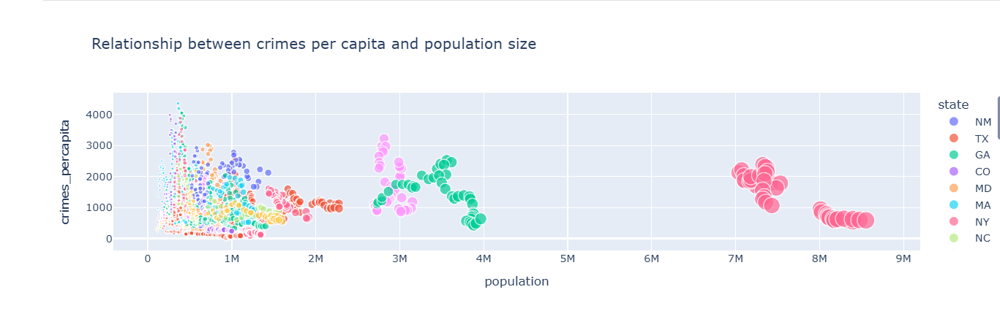 Relationship between crimes per capita and population size
crimes_percapita
4000
3000
2000
1000
0
0 1M 2M 3M 4M 5M 6M 7M 8M 9M
population
state
NM
TX
GA
CO
MD
MA
NY
NC